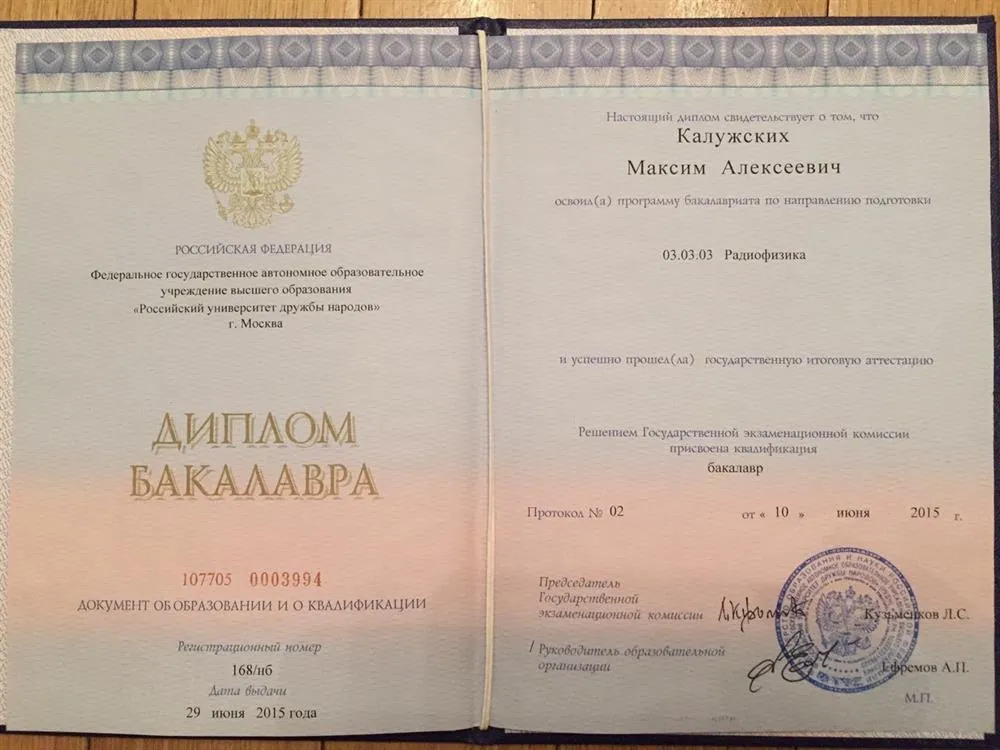 РОССИЙСКАЯ ФЕДЕРАЦИЯ
Федеральное государственное автономное образовательное
учреждение высшего образования
«Российский университет дружбы народов»
г. Москва
ДИПЛОМ
БАКАЛАВРА
107705 0003994
ДОКУМЕНТ ОБ ОБРАЗОВАНИИ И О КВАЛИФИКАЦИИ
Регистрационный номер
168/нб
Дата выдачи
29 июня 2015 года
Настоящий диплом свидетельствует о том, что
Калужских
Максим Алексеевич
освоил(а) программу бакалавриата по направлению подготовки
03.03.03 Радиофизика
и успешно прошел(ла) государственную итоговую аттестацию
Решением Государственной экзаменационной комиссии
присвоена квалификация
бакалавр
Протокол № 02 от « 10 » июня 2015 г.
Председатель
Государственной
экзаменационной комиссии Кузьменков Л.С.
/ Руководитель образовательной
организации Ефремов А.П.
М.П.